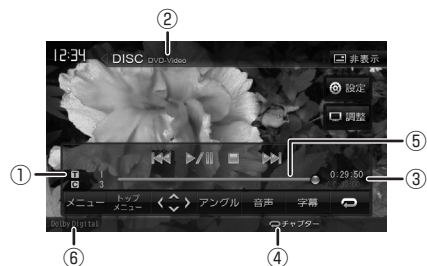 ②
12:34 DISC DVD-Video 非表示
設定
調整
⑤
① T 1 0:29:50 ③
C 3
メニュー トップメニュー アングル 音声 字幕
Dolby Digital チャプター
⑥ ④